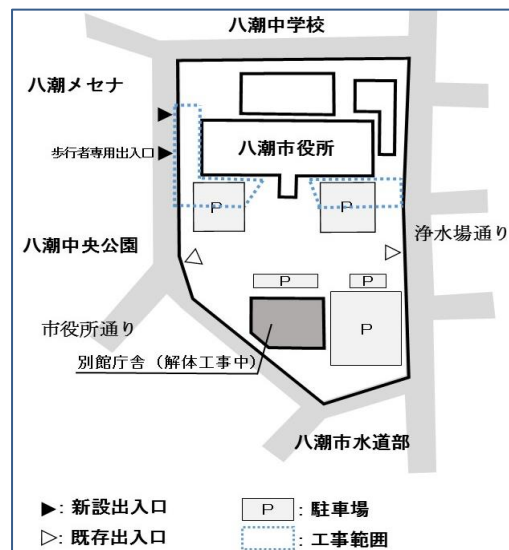 八潮中学校
八潮メセナ
歩行者専用出入口
八潮市役所
P
P
八潮中央公園
浄水場通り
P
P
市役所通り
P
別館庁舎（解体工事中）
八潮市水道部
▶: 新設出入口
P : 駐車場
▷: 既存出入口
: 工事範囲